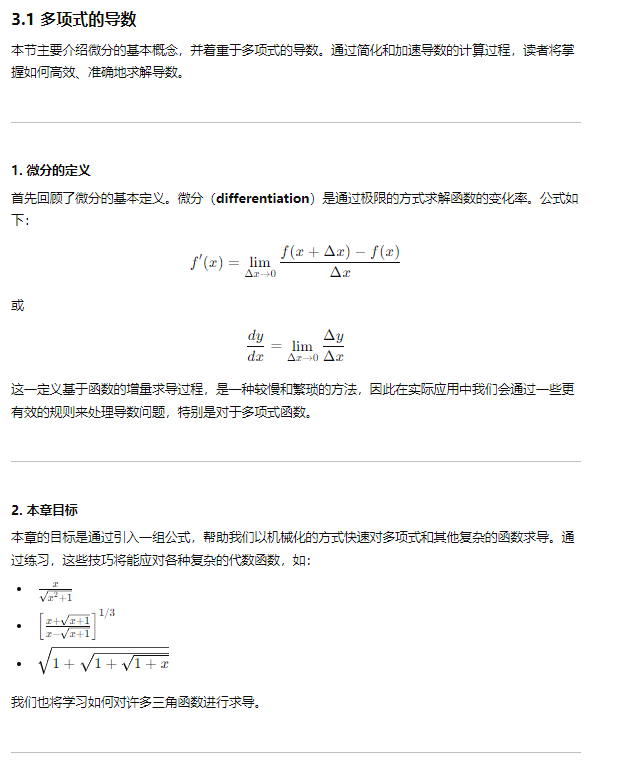 3.1 多项式的导数
本节主要介绍微分的基本概念，并着重于多项式的导数。通过简化和加速导数的计算过程，读者将掌
握如何高效、准确地求解导数。
1. 微分的定义
首先回顾了微分的基本定义。微分（differentiation）是通过极限的方式求解函数的变化率。公式如
下：
f′(x) = lim_{Δx→0} \frac{f(x + Δx) − f(x)}{Δx}
或
\frac{dy}{dx} = lim_{Δx→0} \frac{Δy}{Δx}
这一定义基于函数的增量求导过程，是一种较慢和繁琐的方法，因此在实际应用中我们会通过一些更
有效的规则来处理导数问题，特别是对于多项式函数。
2. 本章目标
本章的目标是通过引入一组公式，帮助我们以机械化的方式快速对多项式和其他复杂的函数求导。通
过练习，这些技巧将能应对各种复杂的代数函数，如：
• \frac{x}{\sqrt{x^2+1}}
• \left[\frac{x+\sqrt{x+1}}{x-\sqrt{x+1}}\right]^{1/3}
• \sqrt{1 + \sqrt{1 + \sqrt{1 + x}}}
我们也将学习如何对许多三角函数进行求导。